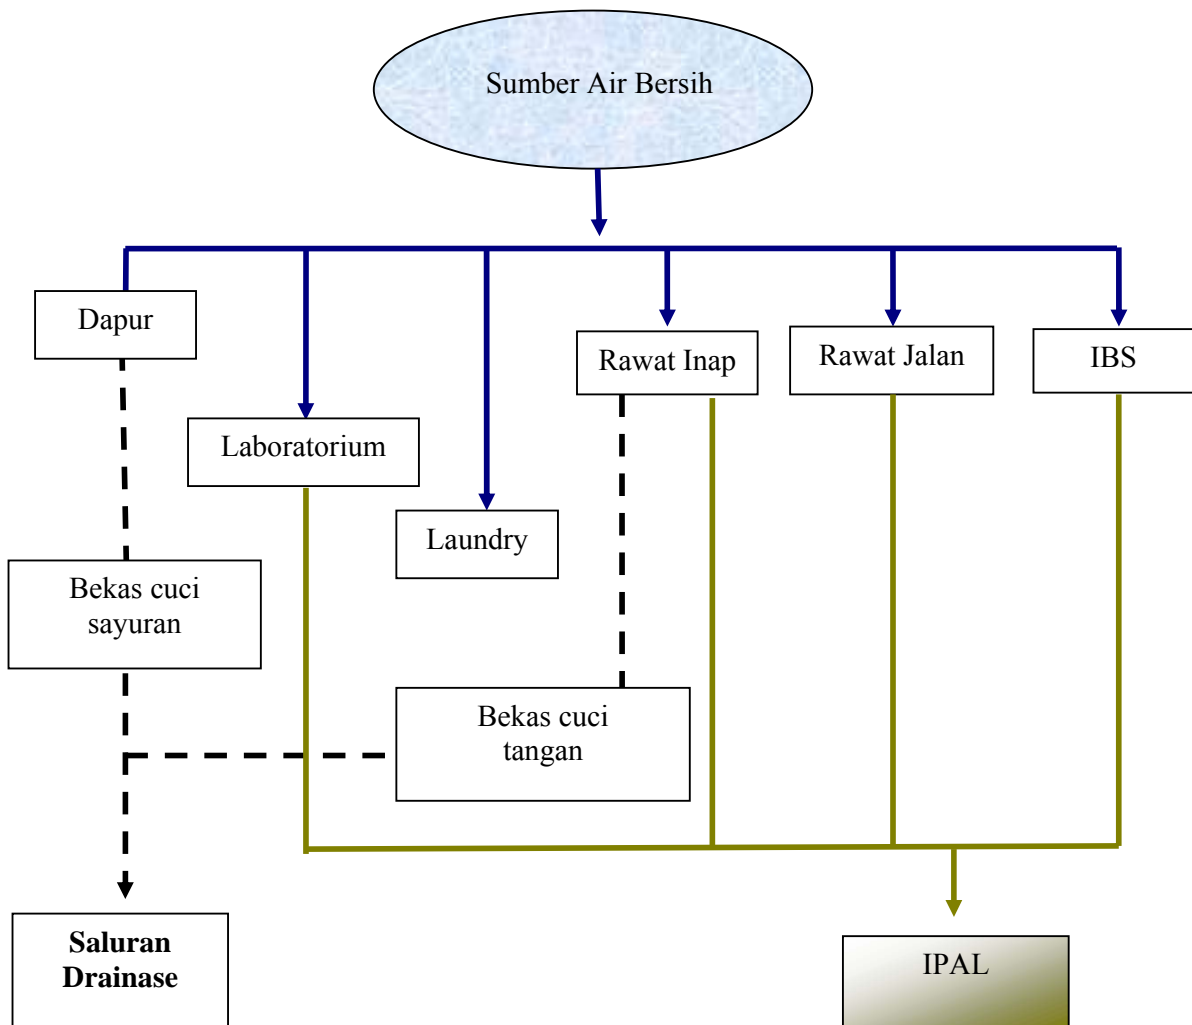 Sumber Air Bersih
Dapur
Rawat Inap
Rawat Jalan
IBS
Laboratorium
Laundry
Bekas cuci
sayuran
Bekas cuci
tangan
Saluran
Drainase
IPAL